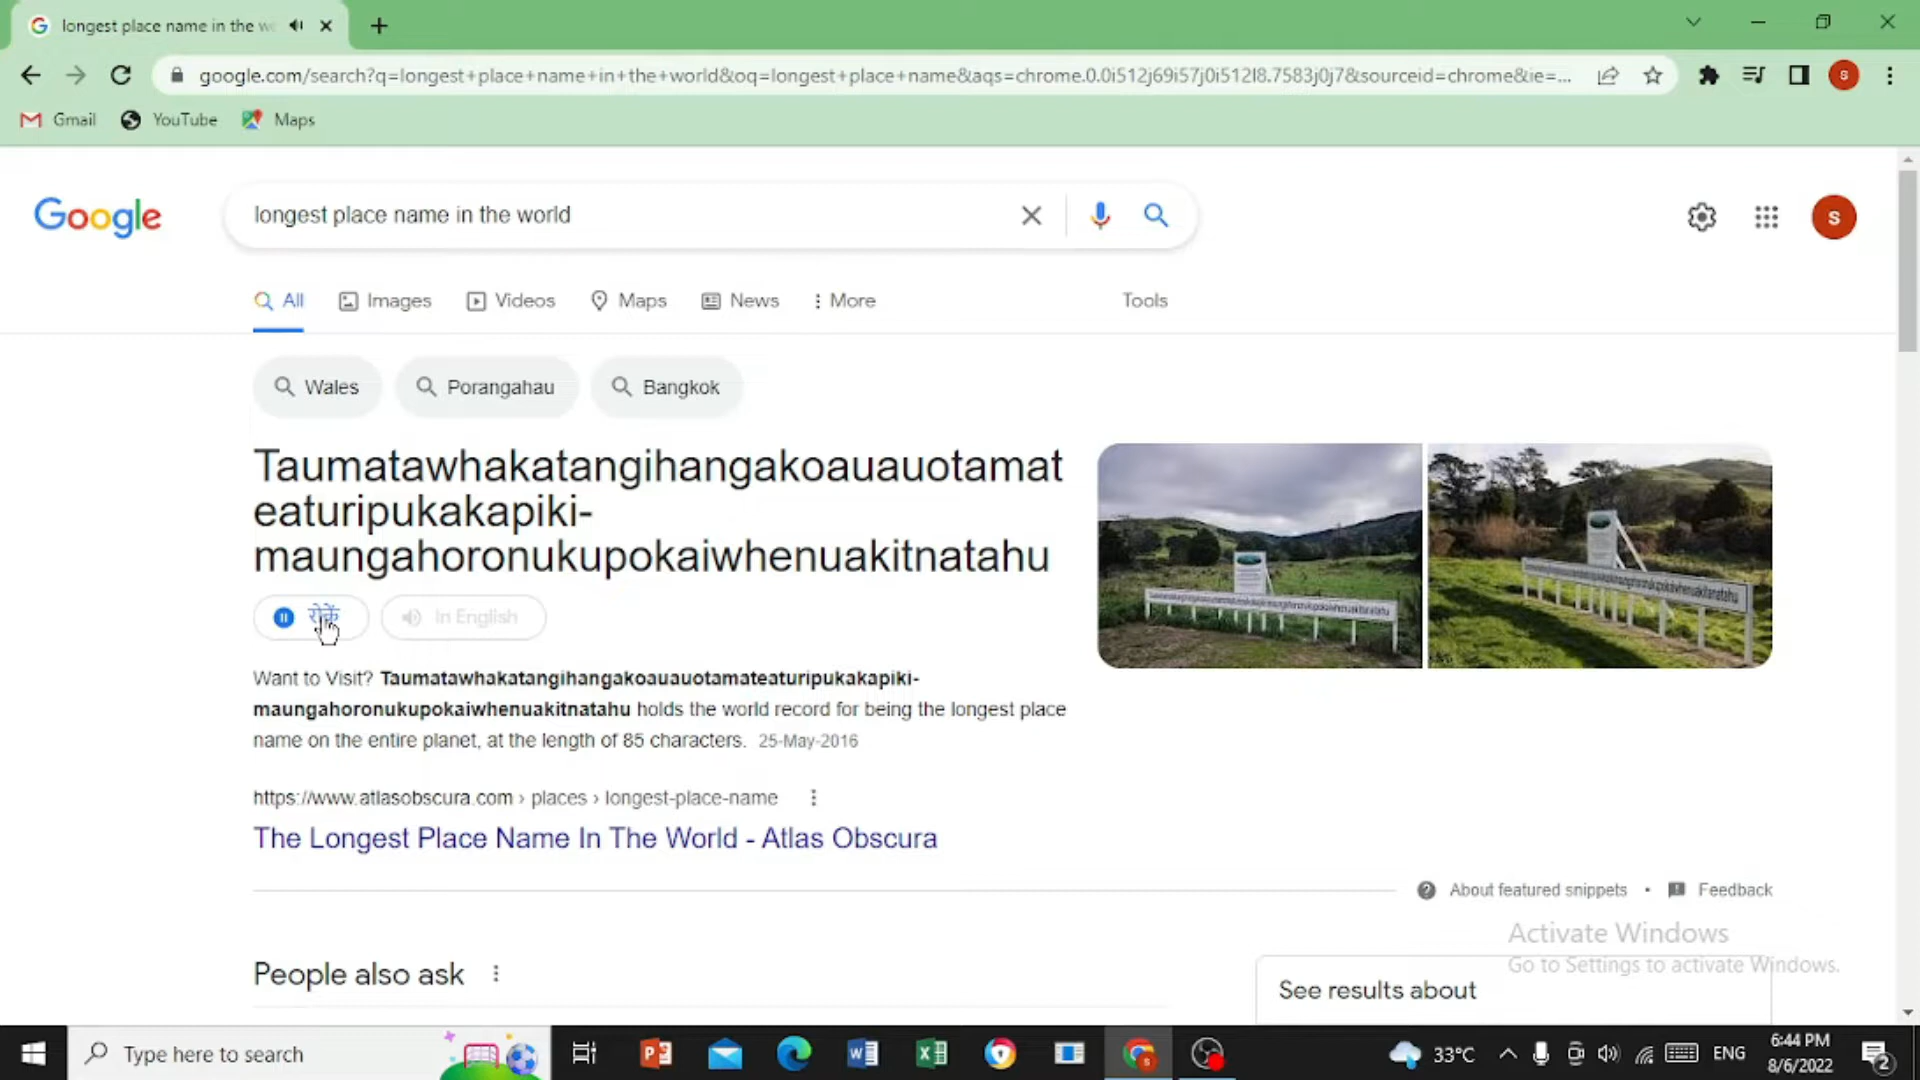 longest place name in the wo
google.com/search?q=longest+place+name+in+the+world&oq=longest+place+name&aqs=chrome.0.0i512j69i57j0i512l8.7583j0j7&sourceid=chrome&ie=...
S
Gmail YouTube Maps
Google
longest place name in the world
S
All Images Videos Maps News More Tools
Wales Porangahau Bangkok
Taumatawhakatangihangakoauauotamat
eaturipukakapiki-
maungahoronukupokaiwhenuakitnatahu
रोकें In English
Want to Visit? Taumatawhakatangihangakoauauotamateaturipukakapiki-
maungahoronukupokaiwhenuakitnatahu holds the world record for being the longest place
name on the entire planet, at the length of 85 characters. 25-May-2016
https://www.atlasobscura.com › places › longest-place-name
The Longest Place Name In The World - Atlas Obscura
About featured snippets • Feedback
Activate Windows
Go to Settings to activate Windows.
People also ask
See results about
Type here to search
33°C
ENG
6:44 PM
8/6/2022
2